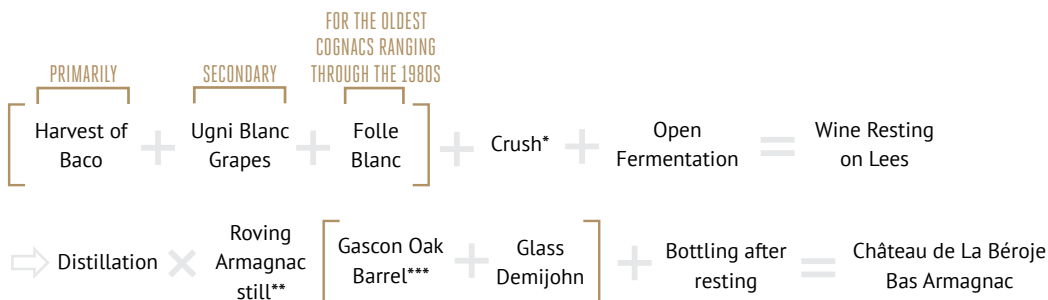 FOR THE OLDEST
COGNACS RANGING
THROUGH THE 1980S
PRIMARILY
SECONDARY
Harvest of
Baco
+
Ugni Blanc
Grapes
+
Folle
Blanc
+
Crush*
+
Open
Fermentation
=
Wine Resting
on Lees
⇨
Distillation
×
Roving
Armagnac
still**
Gascon Oak
Barrel***
+
Glass
Demijohn
+
Bottling after
resting
=
Château de La Béroje
Bas Armagnac